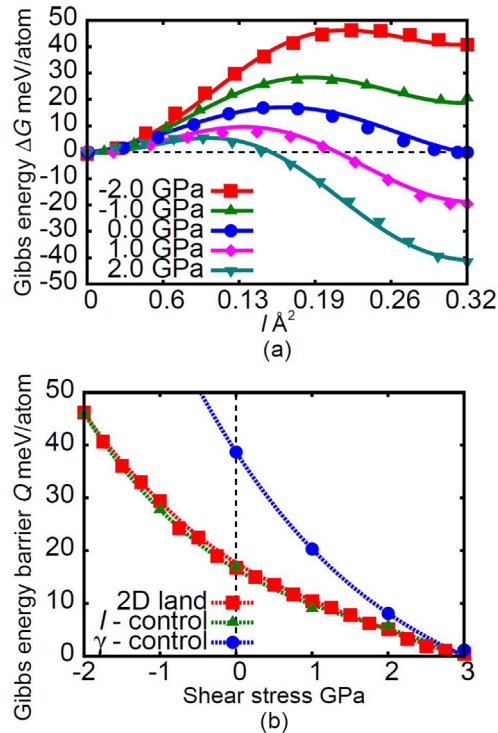 Gibbs energy ΔG meV/atom
50
40
30
20
10
0
-10
-20
-30
-40
-50
-2.0 GPa
-1.0 GPa
0.0 GPa
1.0 GPa
2.0 GPa
0 0.6 0.13 0.19 0.26 0.32
l Å²
(a)
Gibbs energy barrier Q meV/atom
50
40
30
20
10
0
2D land
l - control
γ - control
-2 -1 0 1 2 3
Shear stress GPa
(b)